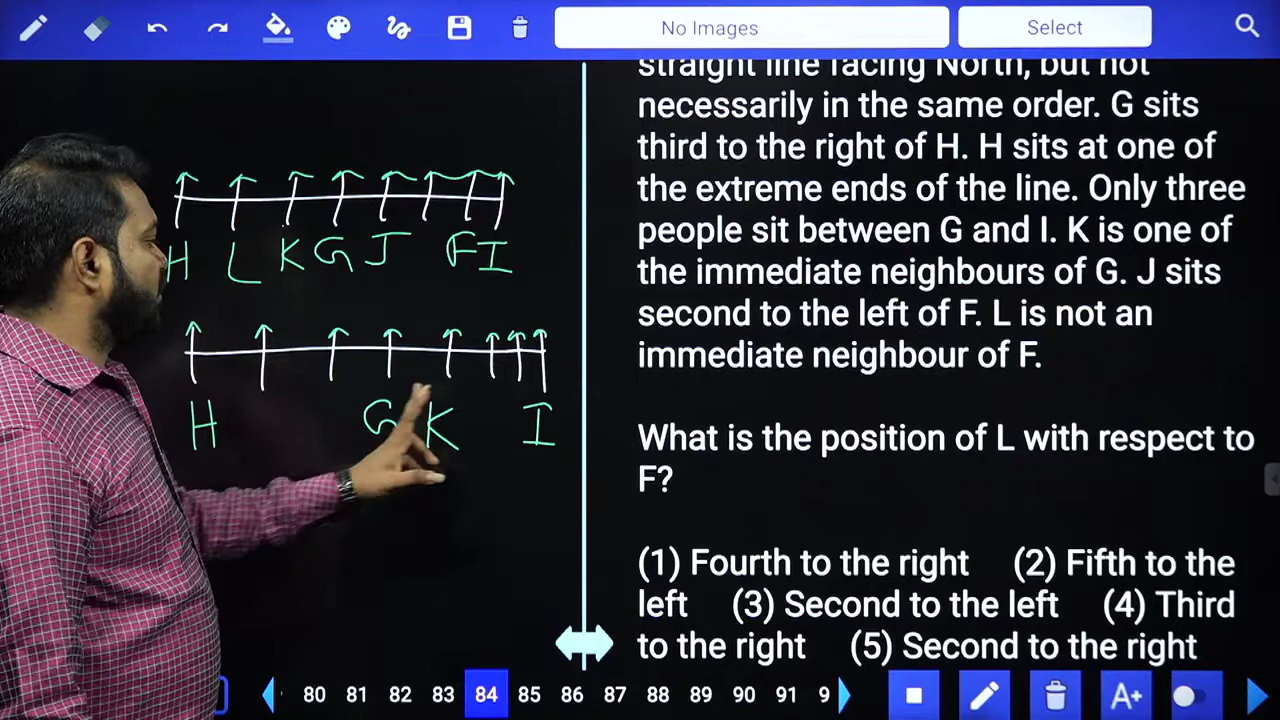 No Images
Select
straight line facing North, but not
necessarily in the same order. G sits
third to the right of H. H sits at one of
the extreme ends of the line. Only three
people sit between G and I. K is one of
the immediate neighbours of G. J sits
second to the left of F. L is not an
immediate neighbour of F.
What is the position of L with respect to
F?
(1) Fourth to the right (2) Fifth to the
left (3) Second to the left (4) Third
to the right (5) Second to the right
H L K G J F I
H G K I
80 81 82 83 84 85 86 87 88 89 90 91 9
A+